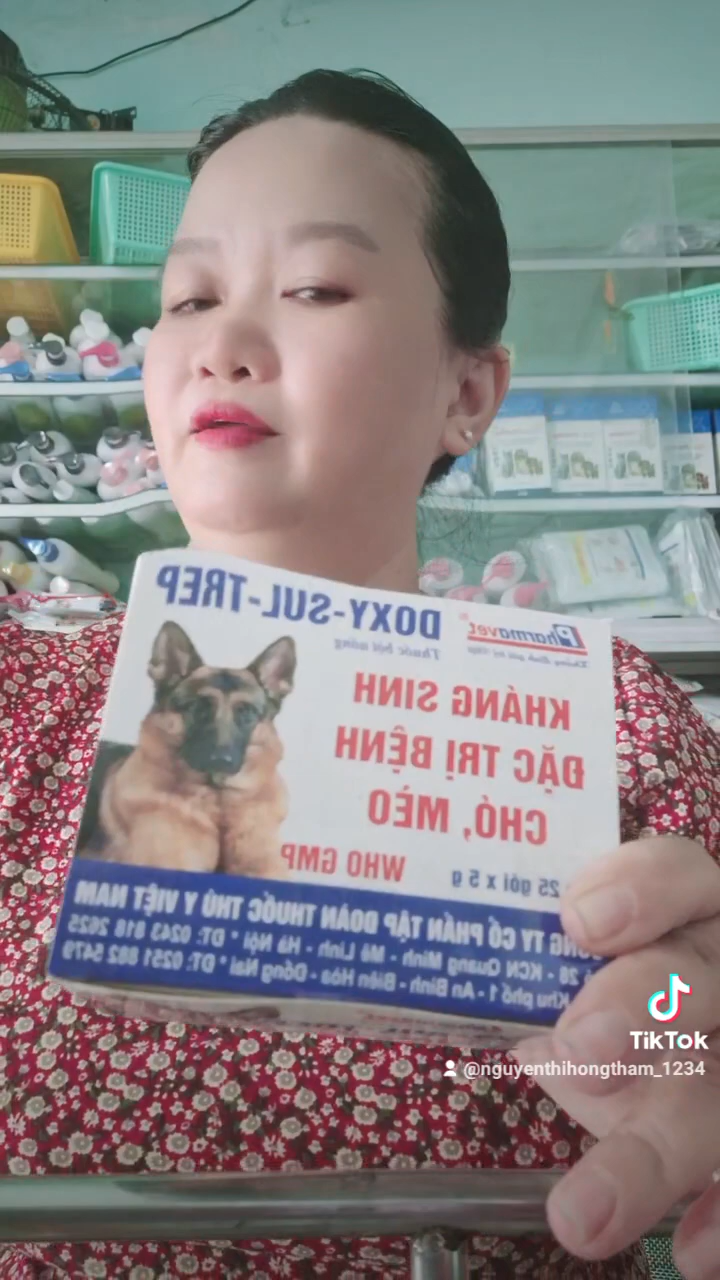 Pharmavet®
DOXY-SUL-TREP
Thuốc bột uống
KHÁNG SINH
ĐẶC TRỊ BỆNH
CHÓ, MÈO
25 gói x 5 g
WHO GMP
TY CỔ PHẦN TẬP ĐOÀN THUỐC THÚ Y VIỆT NAM
28 - KCN Quang Minh - Mê Linh - Hà Nội * ĐT: 0243 818 2625
Khu phố 1 - An Bình - Biên Hòa - Đồng Nai * ĐT: 0251 882 5479
TikTok
@nguyenthihongtham_1234